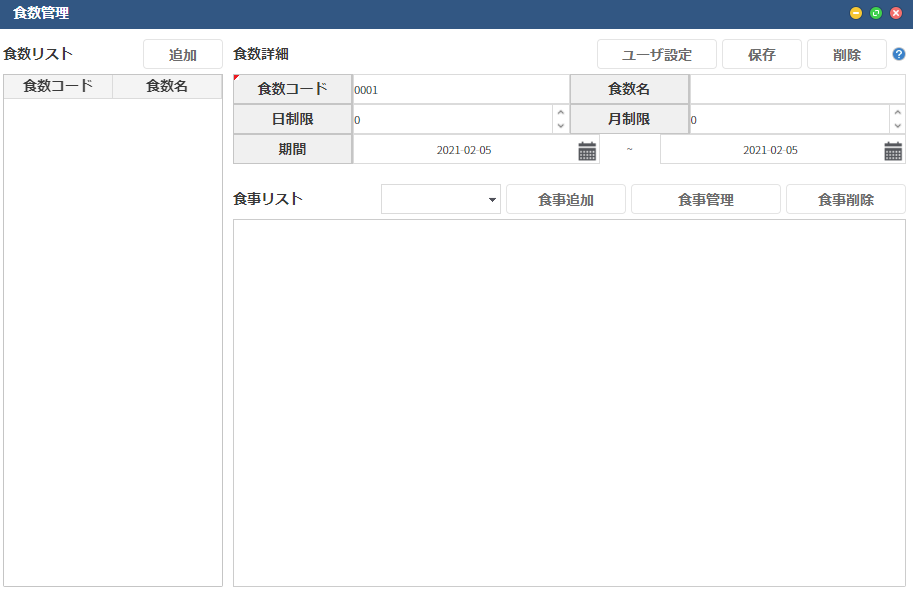 食数管理
食数リスト
追加
食数コード 食数名
食数詳細
ユーザ設定 保存 削除 ?
食数コード 0001 食数名
日制限 0 月制限 0
期間 2021-02-05 ~ 2021-02-05
食事リスト 食事追加 食事管理 食事削除